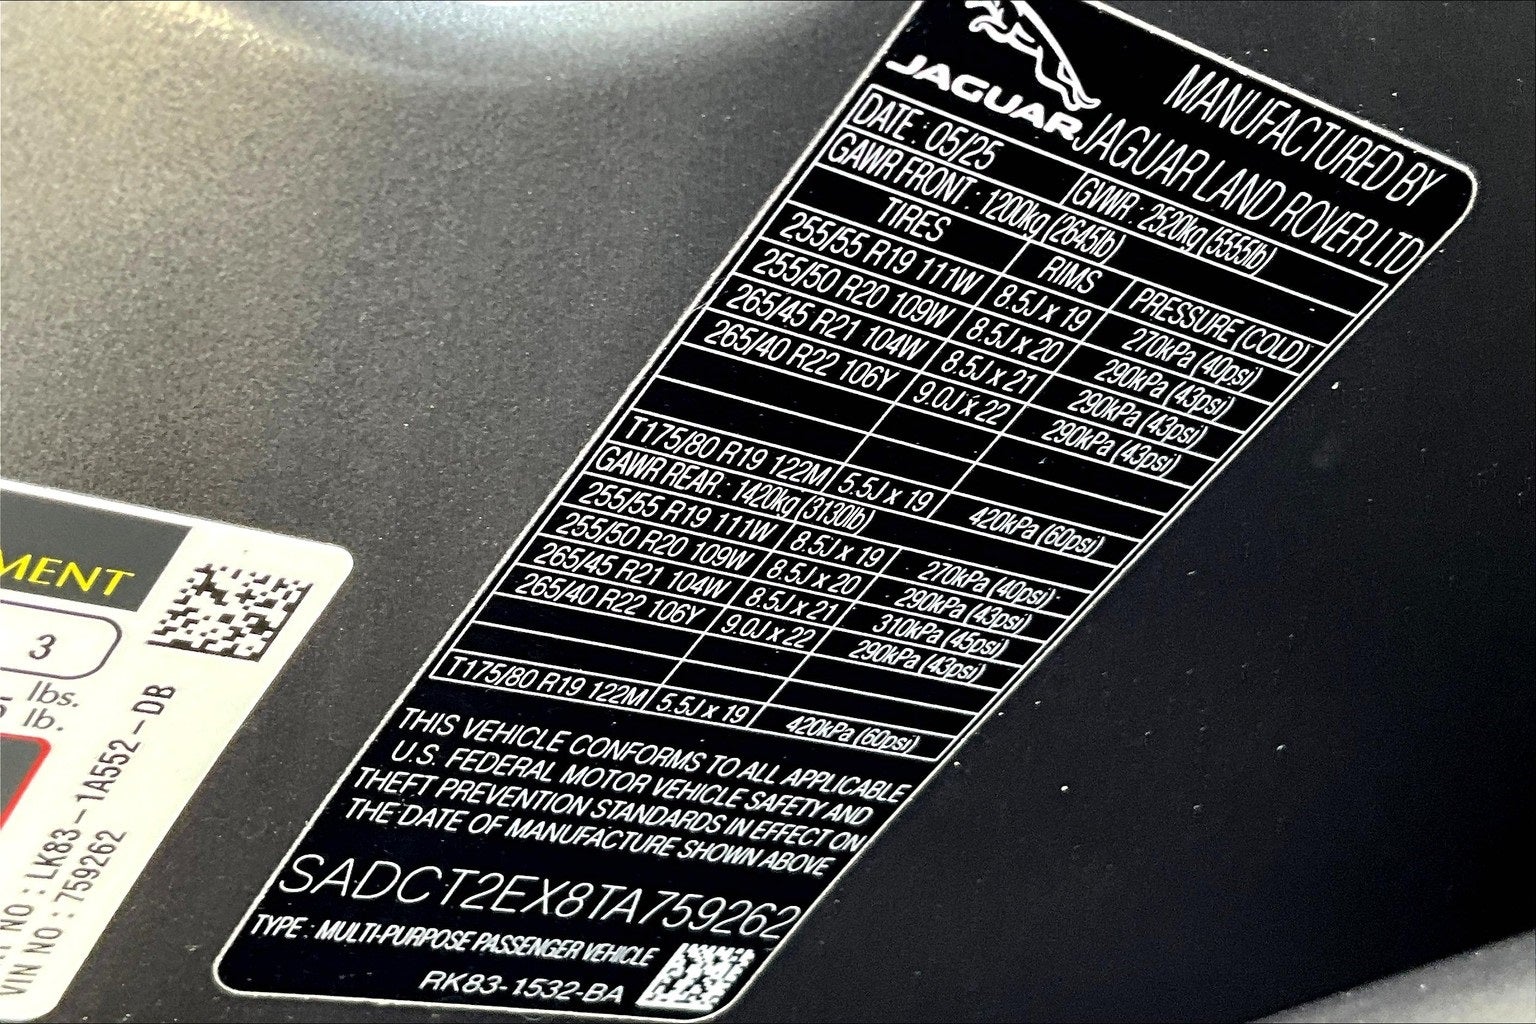 JAGUAR
MANUFACTURED BY
JAGUAR LAND ROVER LTD
DATE : 05/25 GVWR : 2520kg (5555lb)
GAWR FRONT : 1200kg (2645lb)
TIRES RIMS PRESSURE (COLD)
255/55 R19 111W 8.5J x 19 270kPa (40psi)
255/50 R20 109W 8.5J x 20 290kPa (43psi)
265/45 R21 104W 8.5J x 21 290kPa (43psi)
265/40 R22 106Y 9.0J x 22 290kPa (43psi)
T175/80 R19 122M 5.5J x 19 420kPa (60psi)
GAWR REAR : 1420kg (3130lb)
255/55 R19 111W 8.5J x 19 270kPa (40psi)
255/50 R20 109W 8.5J x 20 290kPa (43psi)
265/45 R21 104W 8.5J x 21 310kPa (45psi)
265/40 R22 106Y 9.0J x 22 290kPa (43psi)
T175/80 R19 122M 5.5J x 19 420kPa (60psi)
THIS VEHICLE CONFORMS TO ALL APPLICABLE
U.S. FEDERAL MOTOR VEHICLE SAFETY AND
THEFT PREVENTION STANDARDS IN EFFECT ON
THE DATE OF MANUFACTURE SHOWN ABOVE
SADCT2EX8TA759262
TYPE : MULTI-PURPOSE PASSENGER VEHICLE
RK83-1532-BA
MENT
3
lbs.
lb.
NO : LK83-1A552-DB
VIN NO : 759262